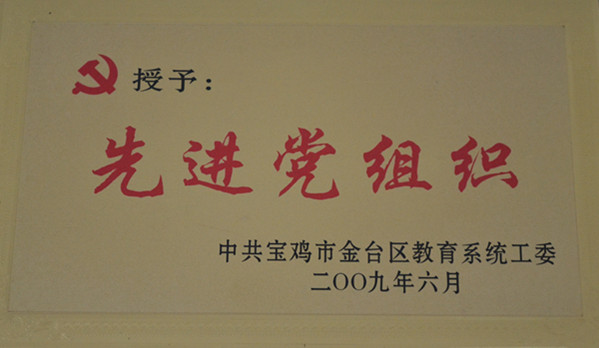 授予：
先进党组织
中共宝鸡市金台区教育系统工委
二OO九年六月